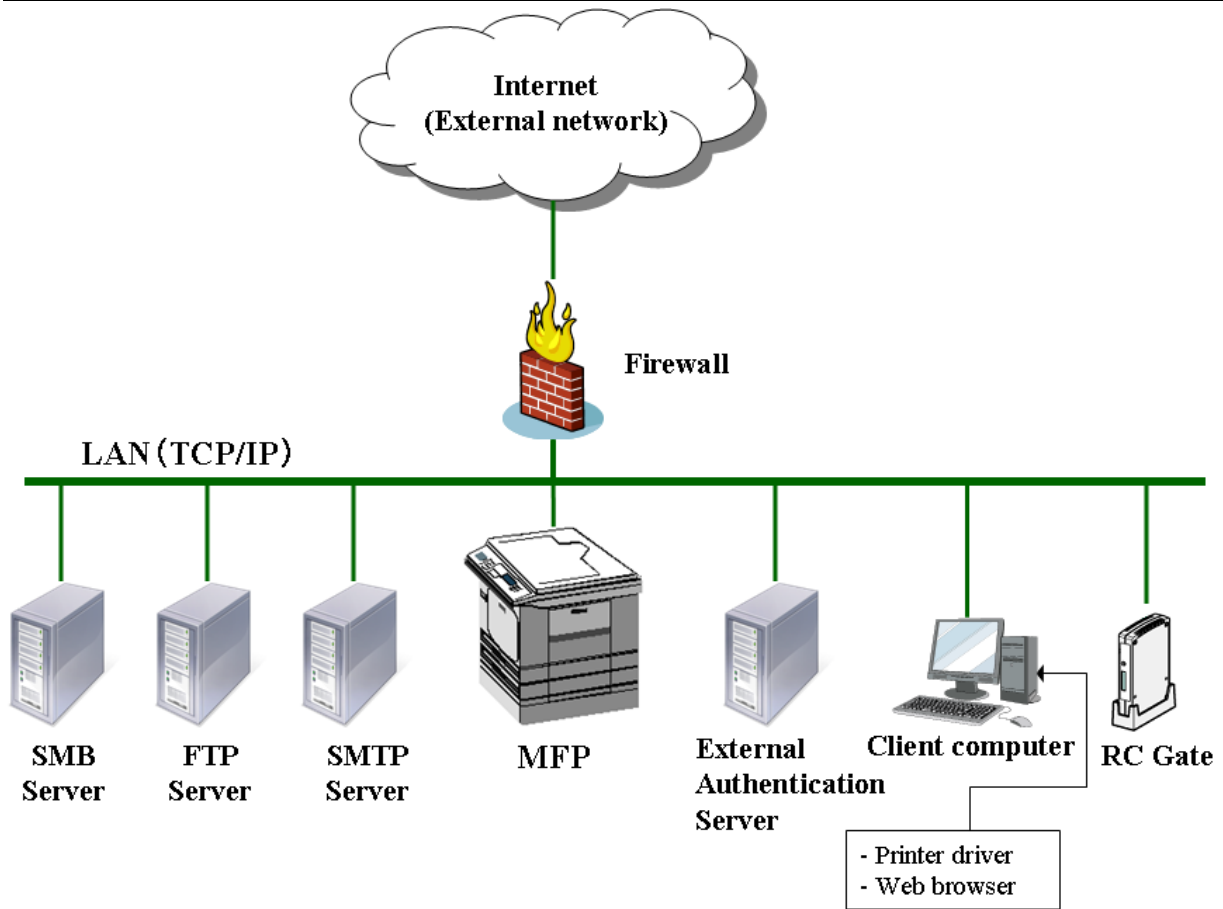 Internet
(External network)
Firewall
LAN（TCP/IP）
SMB
Server
FTP
Server
SMTP
Server
MFP
External
Authentication
Server
Client computer
RC Gate
- Printer driver
- Web browser